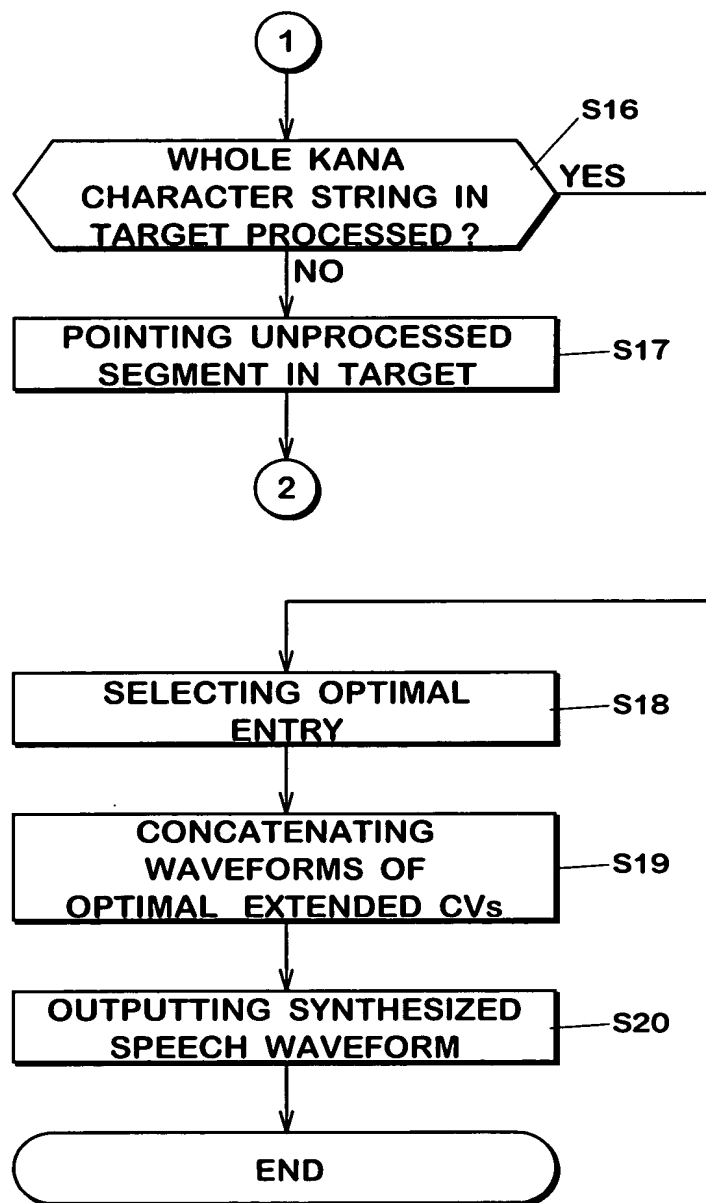 1
S16
WHOLE KANA
CHARACTER STRING IN
TARGET PROCESSED ?
YES
NO
POINTING UNPROCESSED
SEGMENT IN TARGET
S17
2
SELECTING OPTIMAL
ENTRY
S18
CONCATENATING
WAVEFORMS OF
OPTIMAL EXTENDED CVs
S19
OUTPUTTING SYNTHESIZED
SPEECH WAVEFORM
S20
END